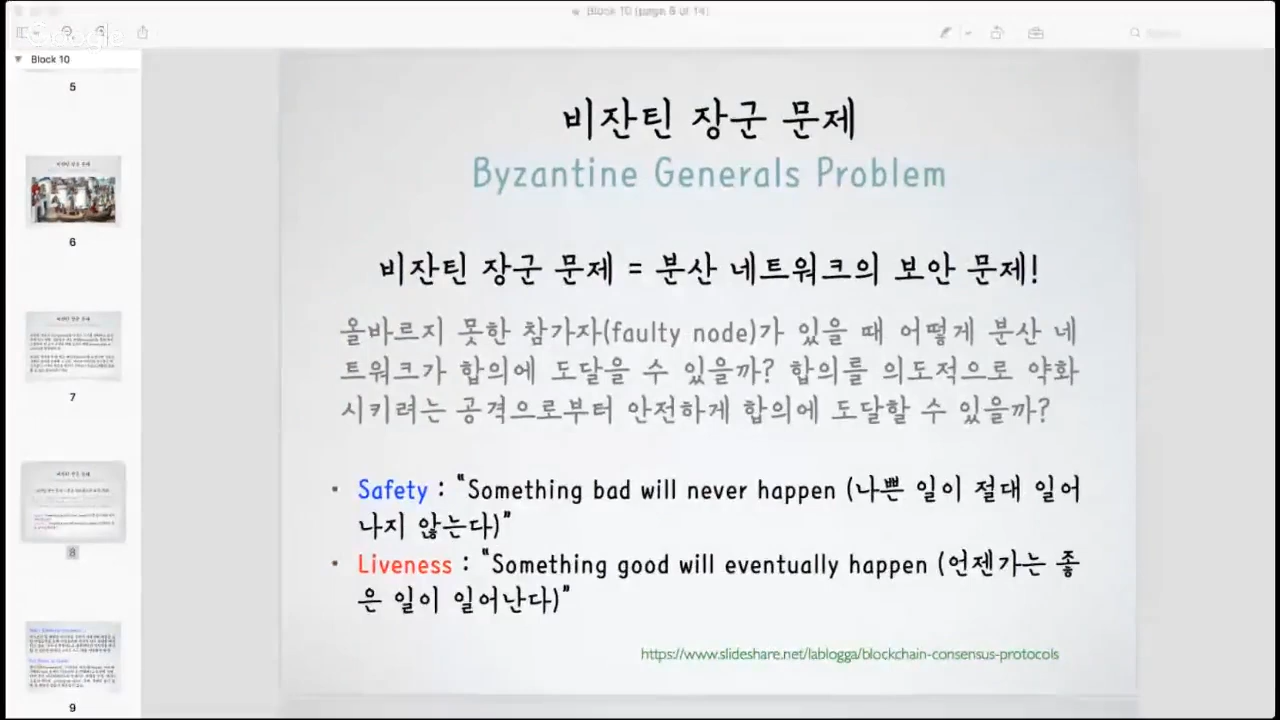 Block 10 (page 8 of 14)
Google
Block 10
5
6
7
8
9
비잔틴 장군 문제
Byzantine Generals Problem
비잔틴 장군 문제 = 분산 네트워크의 보안 문제!
올바르지 못한 참가자(faulty node)가 있을 때 어떻게 분산 네
트워크가 합의에 도달을 수 있을까? 합의를 의도적으로 약화
시키려는 공격으로부터 안전하게 합의에 도달할 수 있을까?
• Safety : "Something bad will never happen (나쁜 일이 절대 일어
나지 않는다)"
• Liveness : "Something good will eventually happen (언젠가는 좋
은 일이 일어난다)"
https://www.slideshare.net/lablogga/blockchain-consensus-protocols